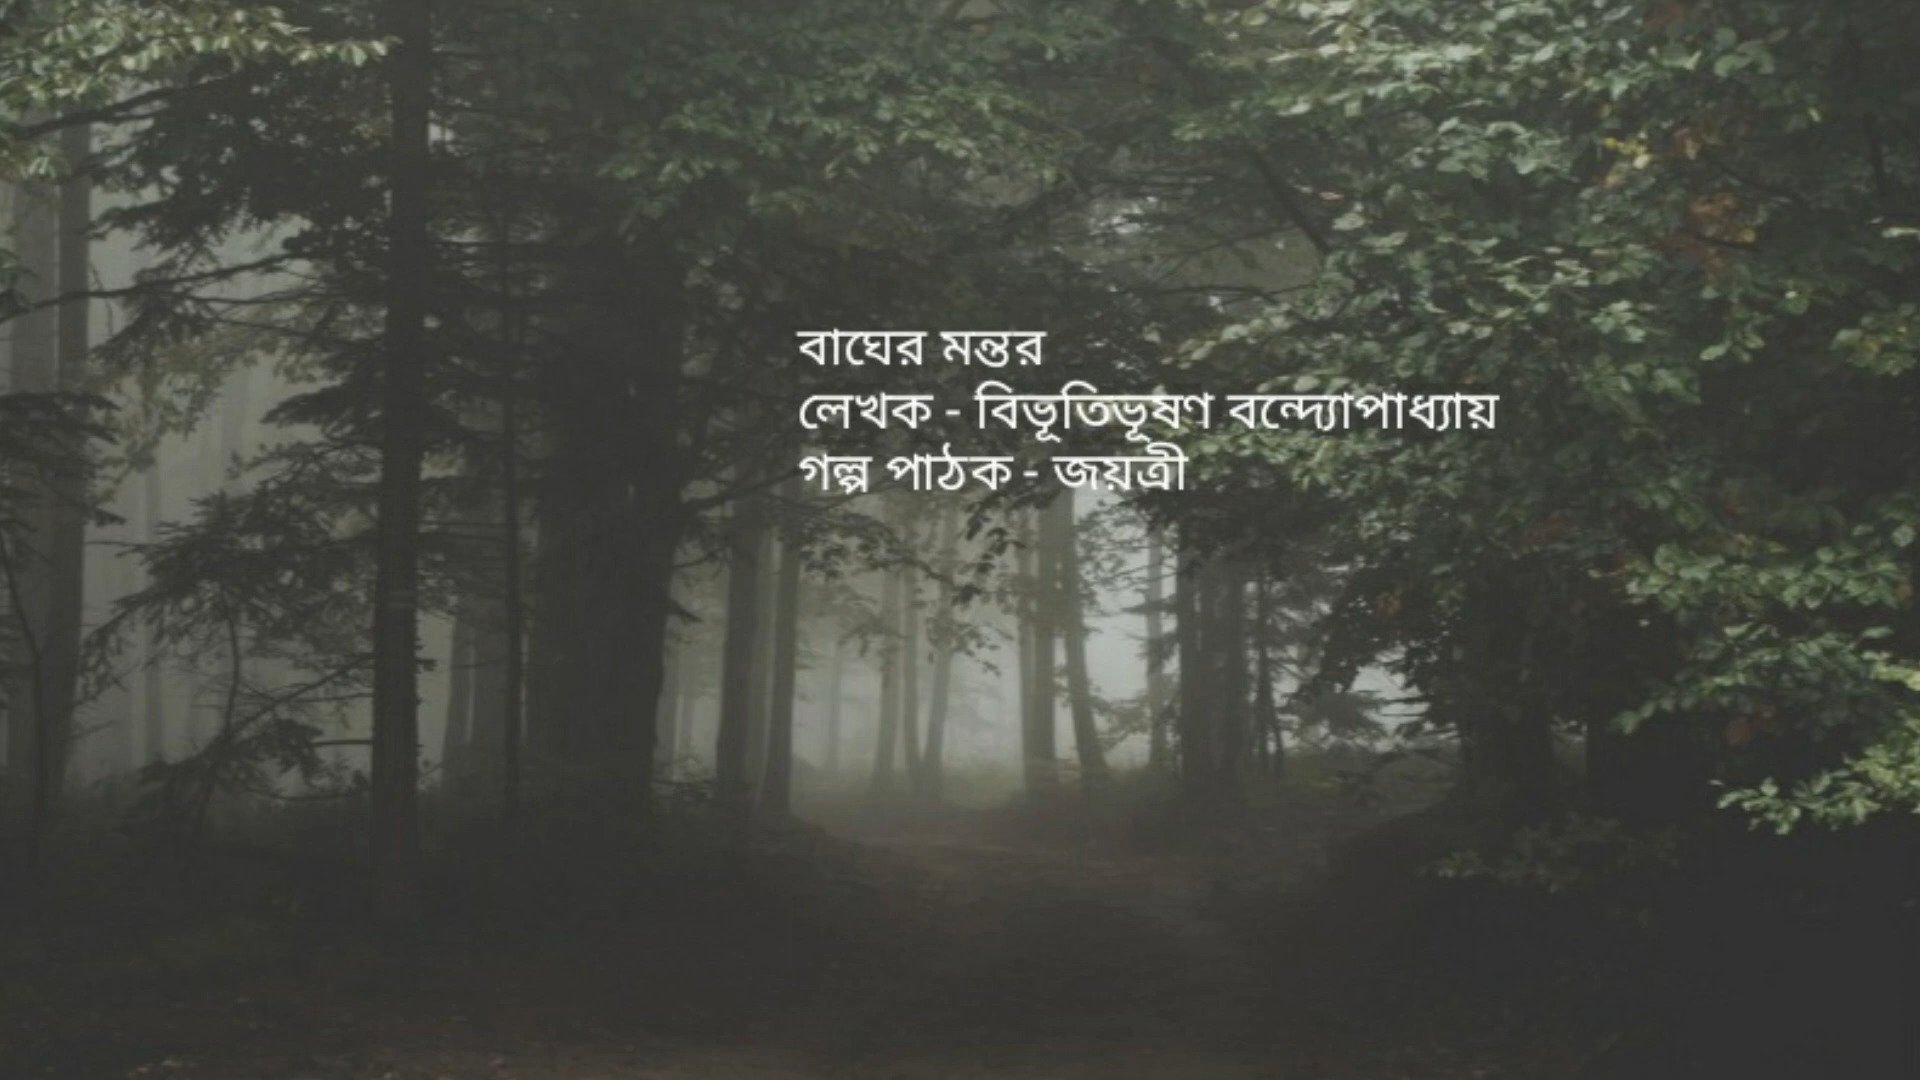 বাঘের মন্তর
লেখক - বিভূতিভূষণ বন্দ্যোপাধ্যায়
গল্প পাঠক - জয়ত্রী